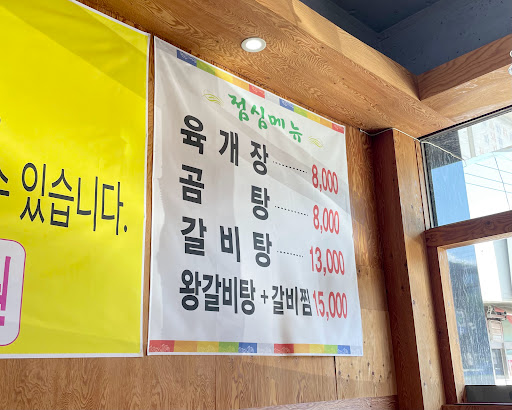 점심메뉴
육개장 ........ 8,000
곰탕 ........ 8,000
갈비탕 ........ 13,000
왕갈비탕+갈비찜 15,000
있습니다.